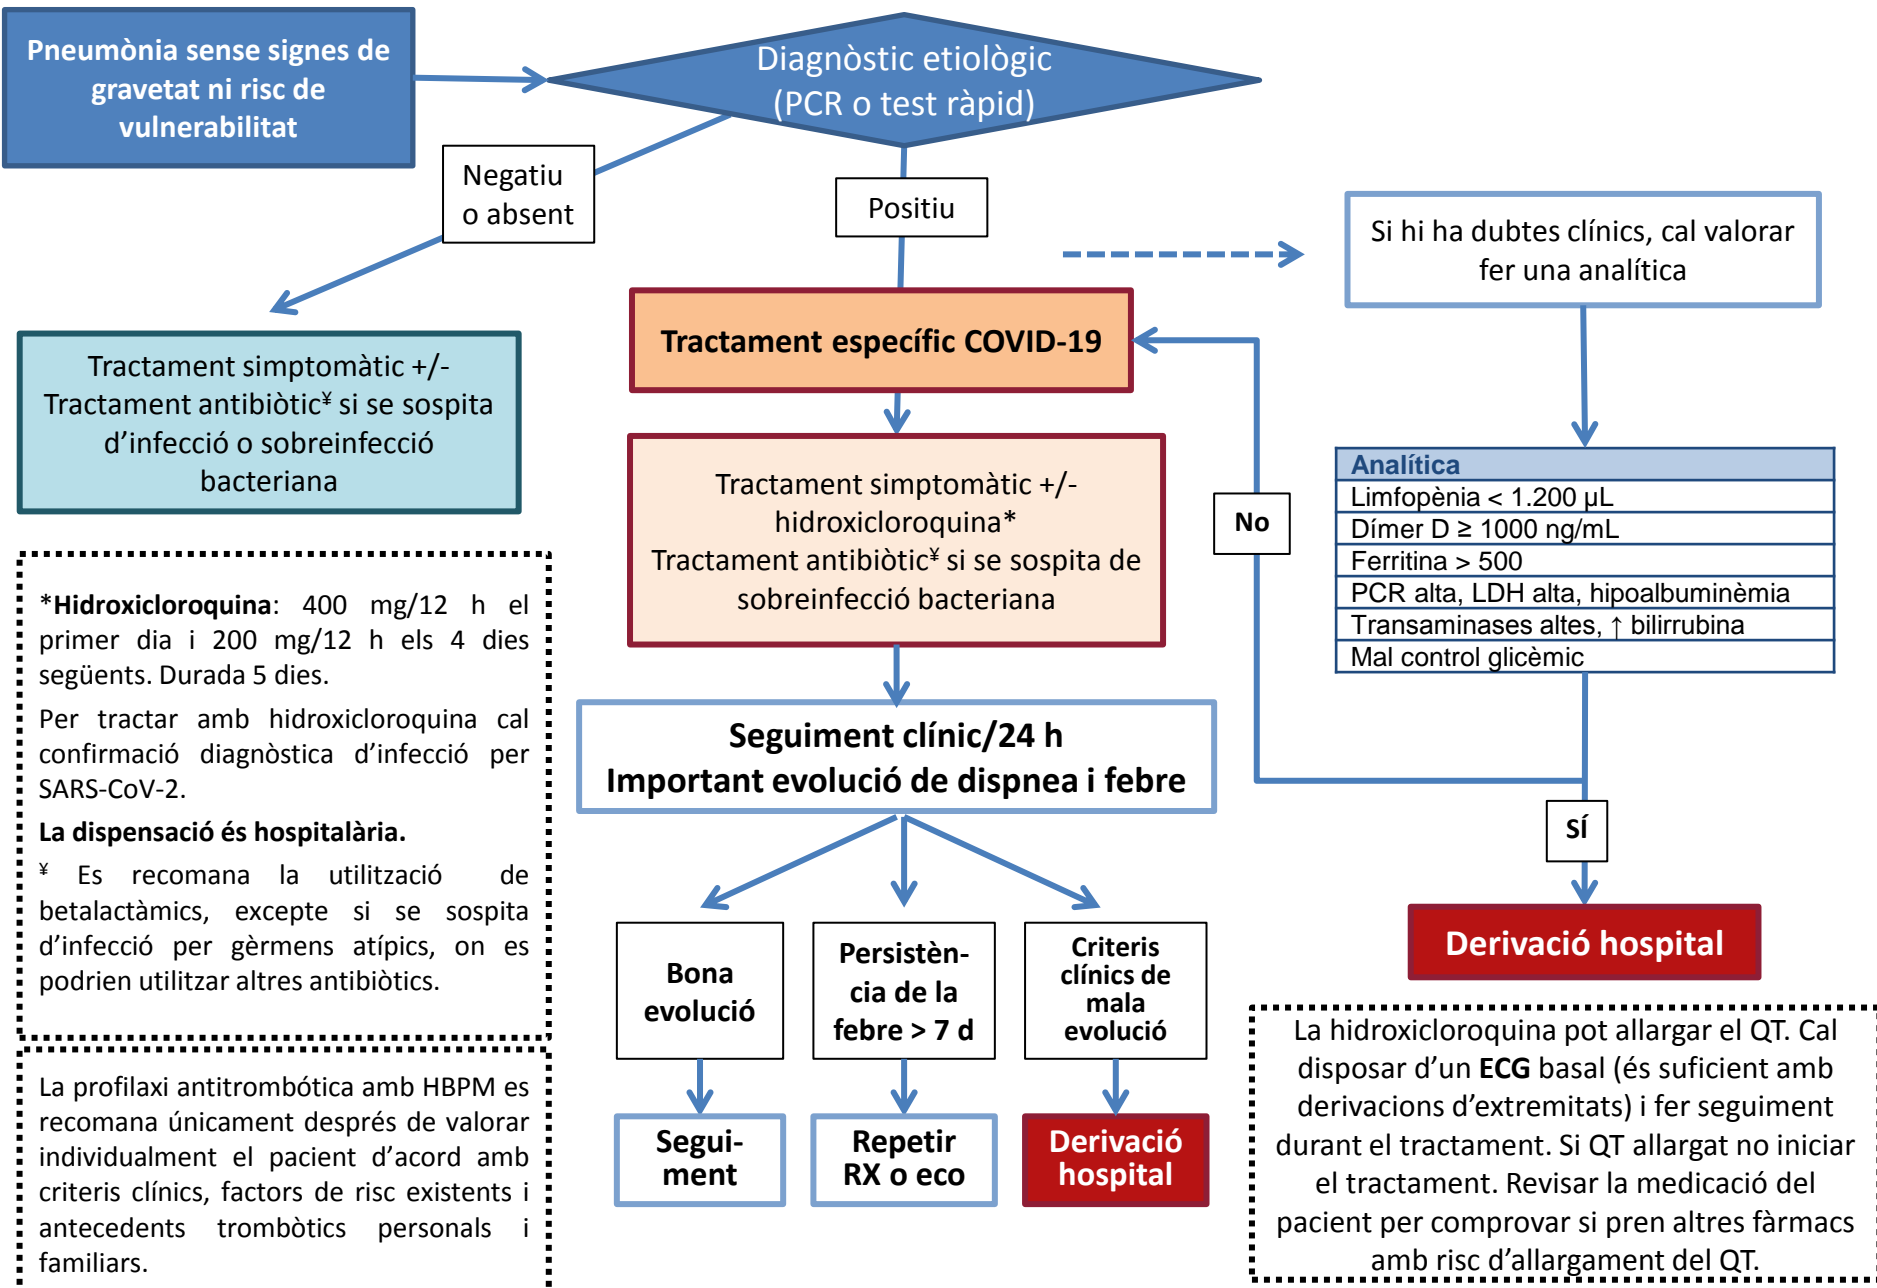 Pneumònia sense signes de
gravetat ni risc de
vulnerabilitat
Diagnòstic etiològic
(PCR o test ràpid)
Negatiu
o absent
Positiu
Si hi ha dubtes clínics, cal valorar
fer una analítica
Tractament simptomàtic +/-
Tractament antibiòtic¥ si se sospita
d’infecció o sobreinfecció
bacteriana
Tractament específic COVID-19
Tractament simptomàtic +/-
hidroxicloroquina*
Tractament antibiòtic¥ si se sospita de
sobreinfecció bacteriana
No
Analítica
Limfopènia < 1.200 µL
Dímer D ≥ 1000 ng/mL
Ferritina > 500
PCR alta, LDH alta, hipoalbuminèmia
Transaminases altes, ↑ bilirrubina
Mal control glicèmic
*Hidroxicloroquina: 400 mg/12 h el
primer dia i 200 mg/12 h els 4 dies
següents. Durada 5 dies.
Per tractar amb hidroxicloroquina cal
confirmació diagnòstica d’infecció per
SARS-CoV-2.
La dispensació és hospitalària.
¥ Es recomana la utilització de
betalactàmics, excepte si se sospita
d’infecció per gèrmens atípics, on es
podrien utilitzar altres antibiòtics.
Seguiment clínic/24 h
Important evolució de dispnea i febre
SÍ
Derivació hospital
Bona
evolució
Persistèn-
cia de la
febre > 7 d
Criteris
clínics de
mala
evolució
Segui-
ment
Repetir
RX o eco
Derivació
hospital
La profilaxi antitrombótica amb HBPM es
recomana únicament després de valorar
individualment el pacient d’acord amb
criteris clínics, factors de risc existents i
antecedents trombòtics personals i
familiars.
La hidroxicloroquina pot allargar el QT. Cal
disposar d’un ECG basal (és suficient amb
derivacions d’extremitats) i fer seguiment
durant el tractament. Si QT allargat no iniciar
el tractament. Revisar la medicació del
pacient per comprovar si pren altres fàrmacs
amb risc d’allargament del QT.